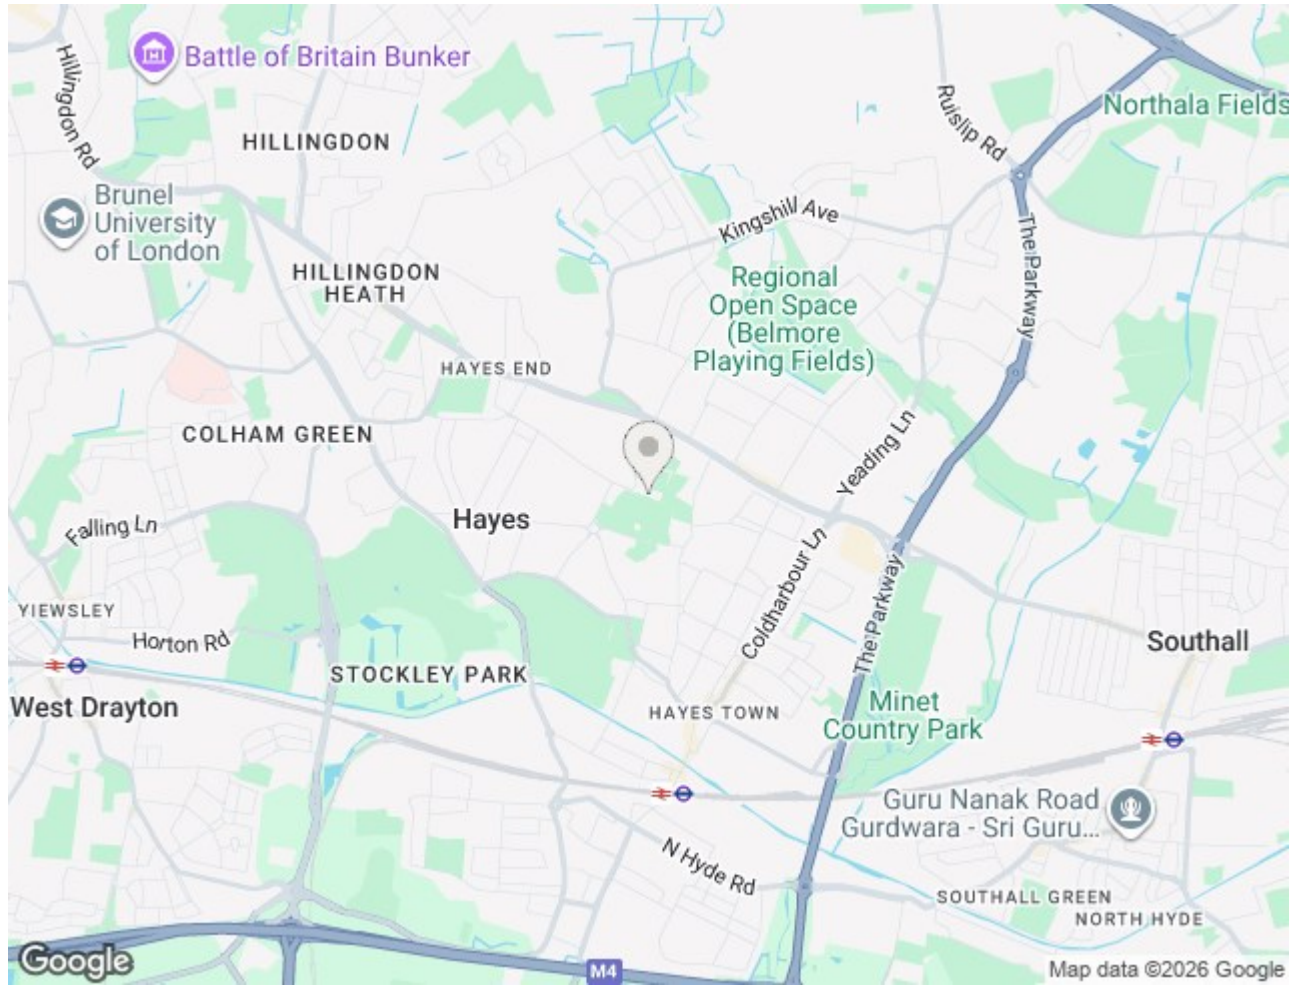 Hillingdon Rd
Battle of Britain Bunker
HILLINGDON
Brunel
University
of London
HILLINGDON
HEATH
Ruislip Rd
Northala Fields
Kingshill Ave
The Parkway
Regional
Open Space
(Belmore
Playing Fields)
HAYES END
COLHAM GREEN
Yeading Ln
Hayes
Falling Ln
Coldharbour Ln
The Parkway
YIEWSLEY
Horton Rd
STOCKLEY PARK
Southall
West Drayton
HAYES TOWN
Minet
Country Park
Guru Nanak Road
Gurdwara - Sri Guru...
N Hyde Rd
SOUTHALL GREEN
NORTH HYDE
Google
M4
Map data ©2026 Google